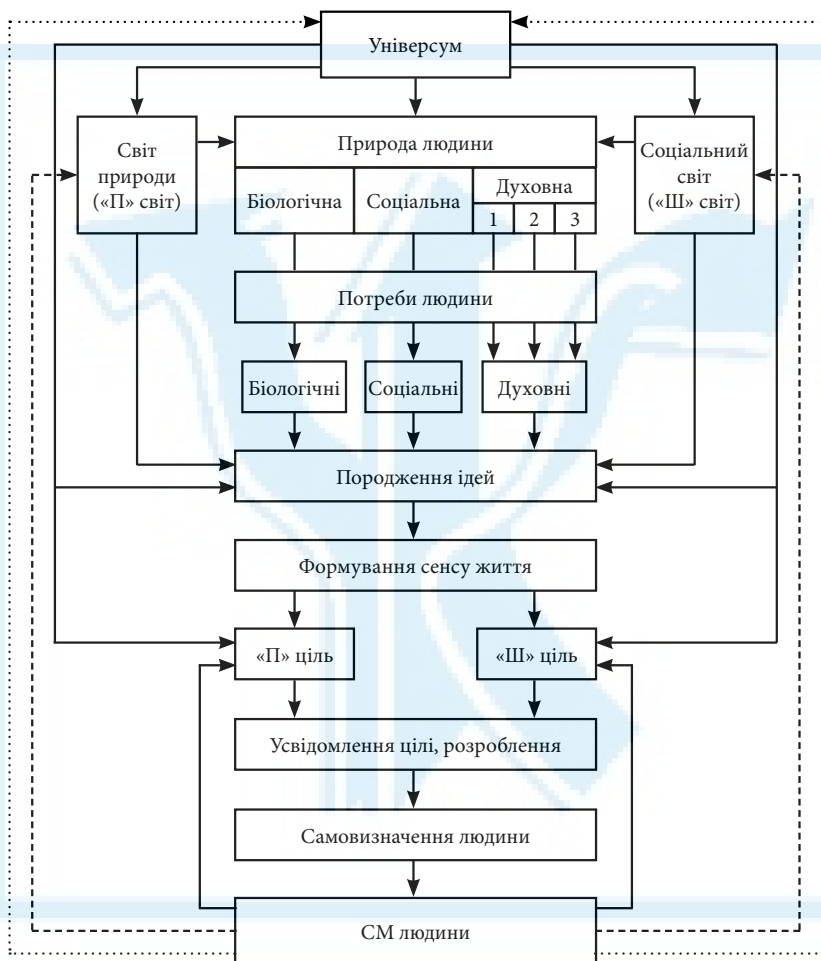 Універсум
Світ
природи
(«П» світ)
Природа людини
Соціальний
світ
(«Ш» світ)
Біологічна
Соціальна
Духовна
1 2 3
Потреби людини
Біологічні
Соціальні
Духовні
Породження ідей
Формування сенсу життя
«П» ціль
«Ш» ціль
Усвідомлення цілі, розроблення
Самовизначення людини
СМ людини